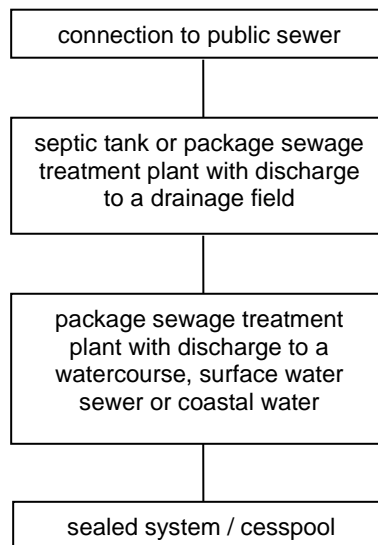 connection to public sewer
septic tank or package sewage
treatment plant with discharge
to a drainage field
package sewage treatment
plant with discharge to a
watercourse, surface water
sewer or coastal water
sealed system / cesspool